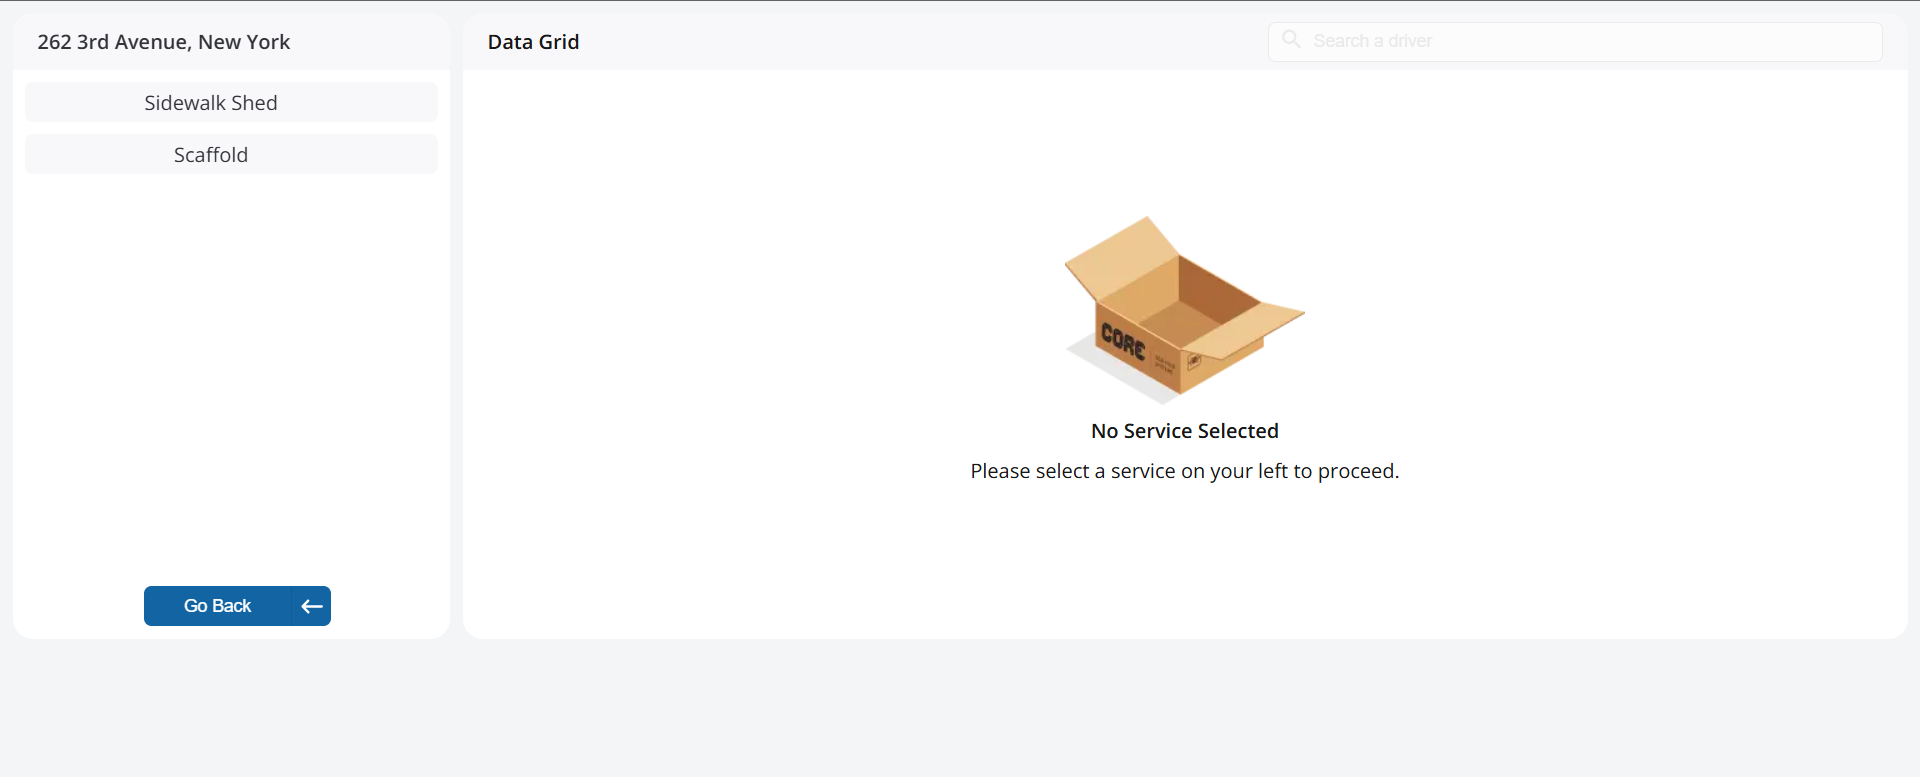 262 3rd Avenue, New York
Sidewalk Shed
Scaffold
Go Back
Data Grid
Search a driver
CORE
No Service Selected
Please select a service on your left to proceed.